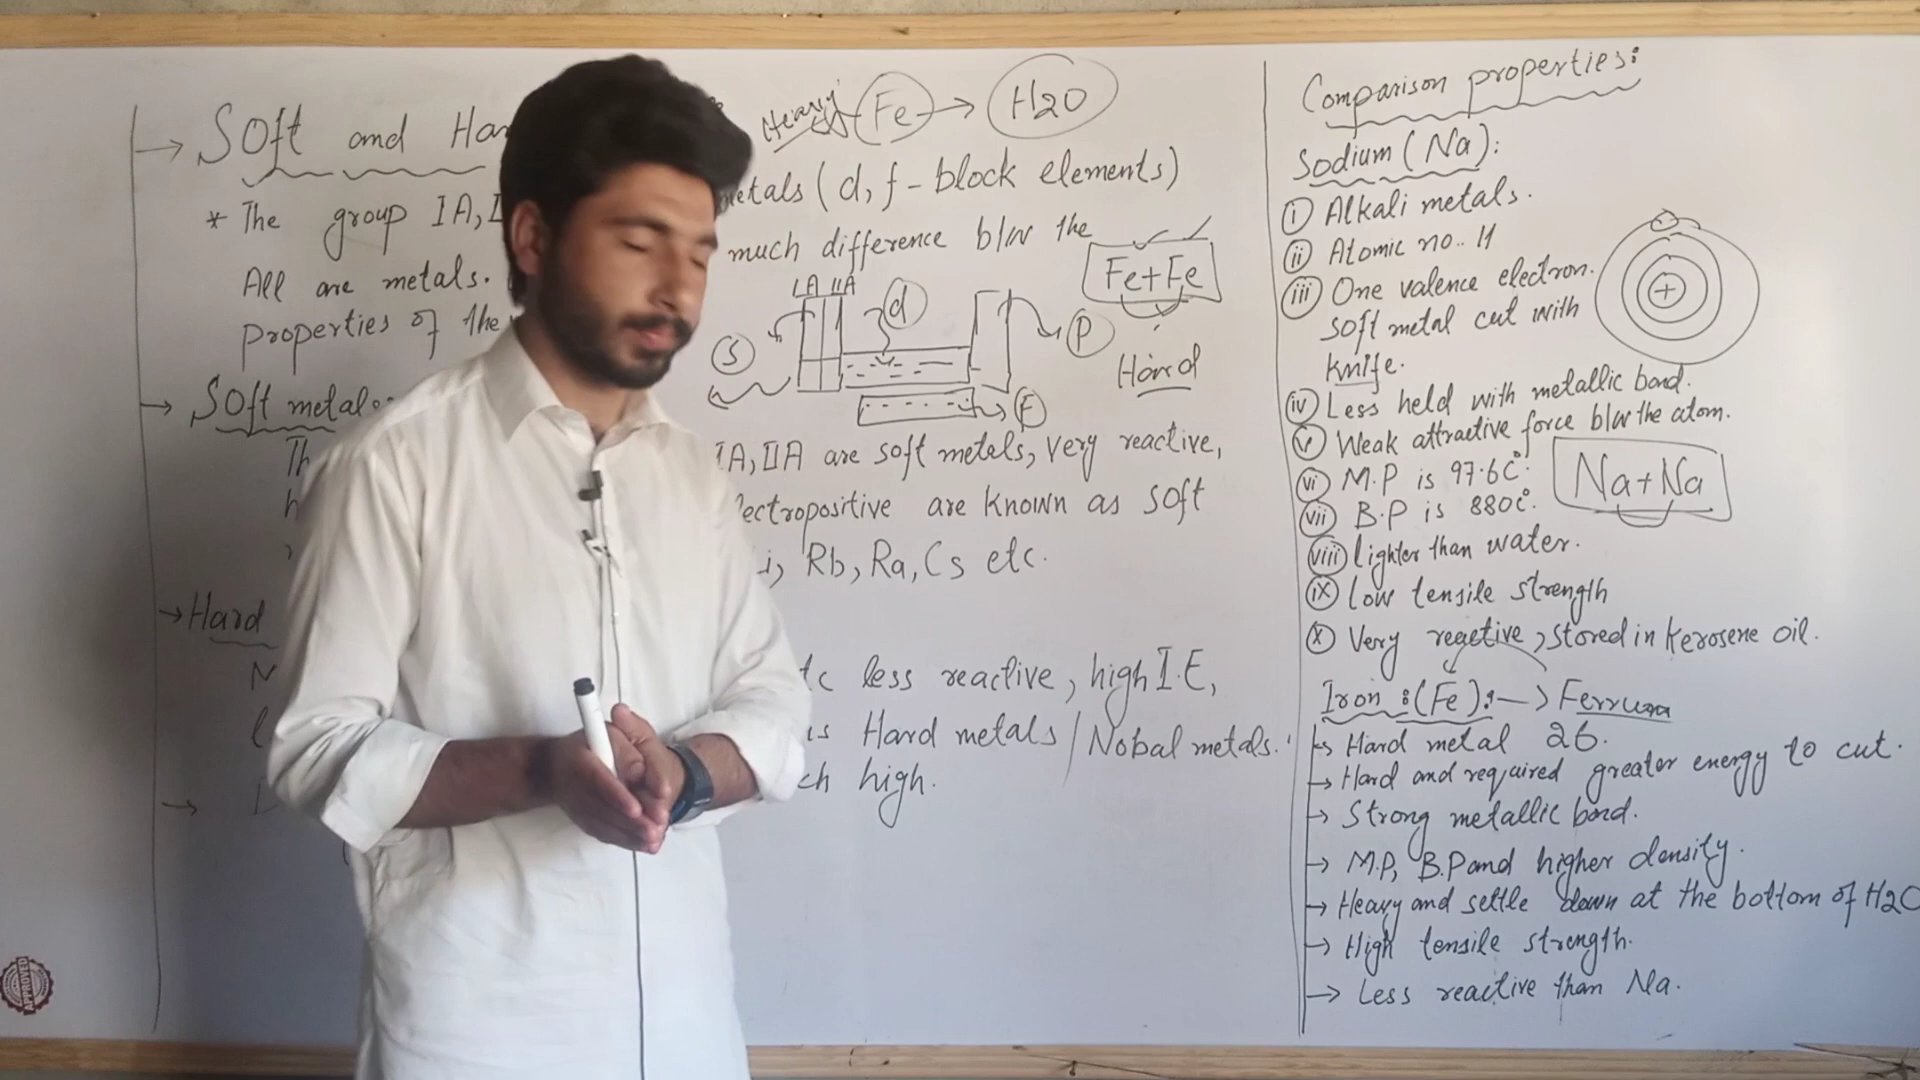 → Soft and
Heavy Fe → H2O
* The group IA,
metals (d, f - block elements)
much difference b/w the
All are metals.
properties of the
IA IIA
d
S
P
F
Fe+Fe
Hard
→ Soft metals
IA, IIA are soft metals, very reactive,
ectropositive are known as soft
i, Rb, Ra, Cs etc.
→ Hard
tc less reactive, high I.E,
is Hard metals / Nobal metals.
ch high.
Comparison properties:
Sodium (Na):
(i) Alkali metals.
(ii) Atomic no.. 11
(iii) One valence electron.
soft metal cut with
knife.
+
(iv) Less held with metallic bond.
(v) Weak attractive force b/w the atom.
(vi) M.P is 97.6C°.
(vii) B.P is 880C°.
Na+Na
(viii) lighter than water.
(ix) low tensile strength
(x) Very reactive, stored in Kerosene oil.
Iron :(Fe): → Ferrum
→ Hard metal 26.
→ Hard and required greater energy to cut.
→ Strong metallic bond.
→ M.P, B.P and higher density.
→ Heavy and settle down at the bottom of H2O
→ High tensile strength.
→ Less reactive than Na.
APPROVED